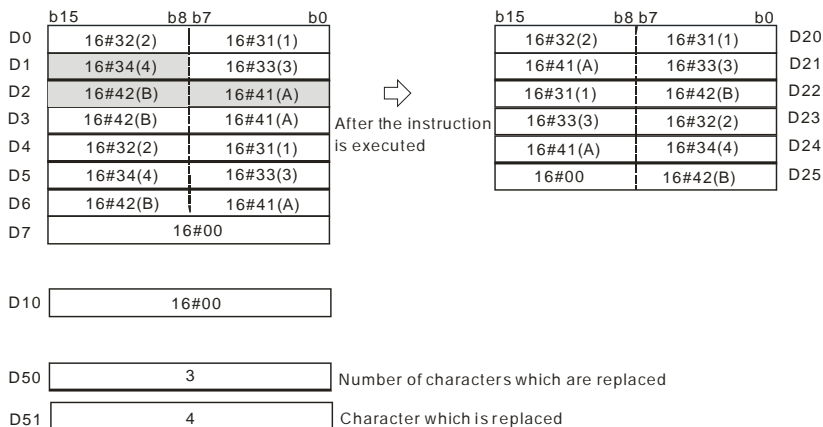 b15 b8 b7 b0
D0 16#32(2) 16#31(1)
D1 16#34(4) 16#33(3)
D2 16#42(B) 16#41(A)
D3 16#42(B) 16#41(A)
D4 16#32(2) 16#31(1)
D5 16#34(4) 16#33(3)
D6 16#42(B) 16#41(A)
D7 16#00
After the instruction
is executed
b15 b8 b7 b0
16#32(2) 16#31(1) D20
16#41(A) 16#33(3) D21
16#31(1) 16#42(B) D22
16#33(3) 16#32(2) D23
16#41(A) 16#34(4) D24
16#00 16#42(B) D25
D10 16#00
D50 3 Number of characters which are replaced
D51 4 Character which is replaced